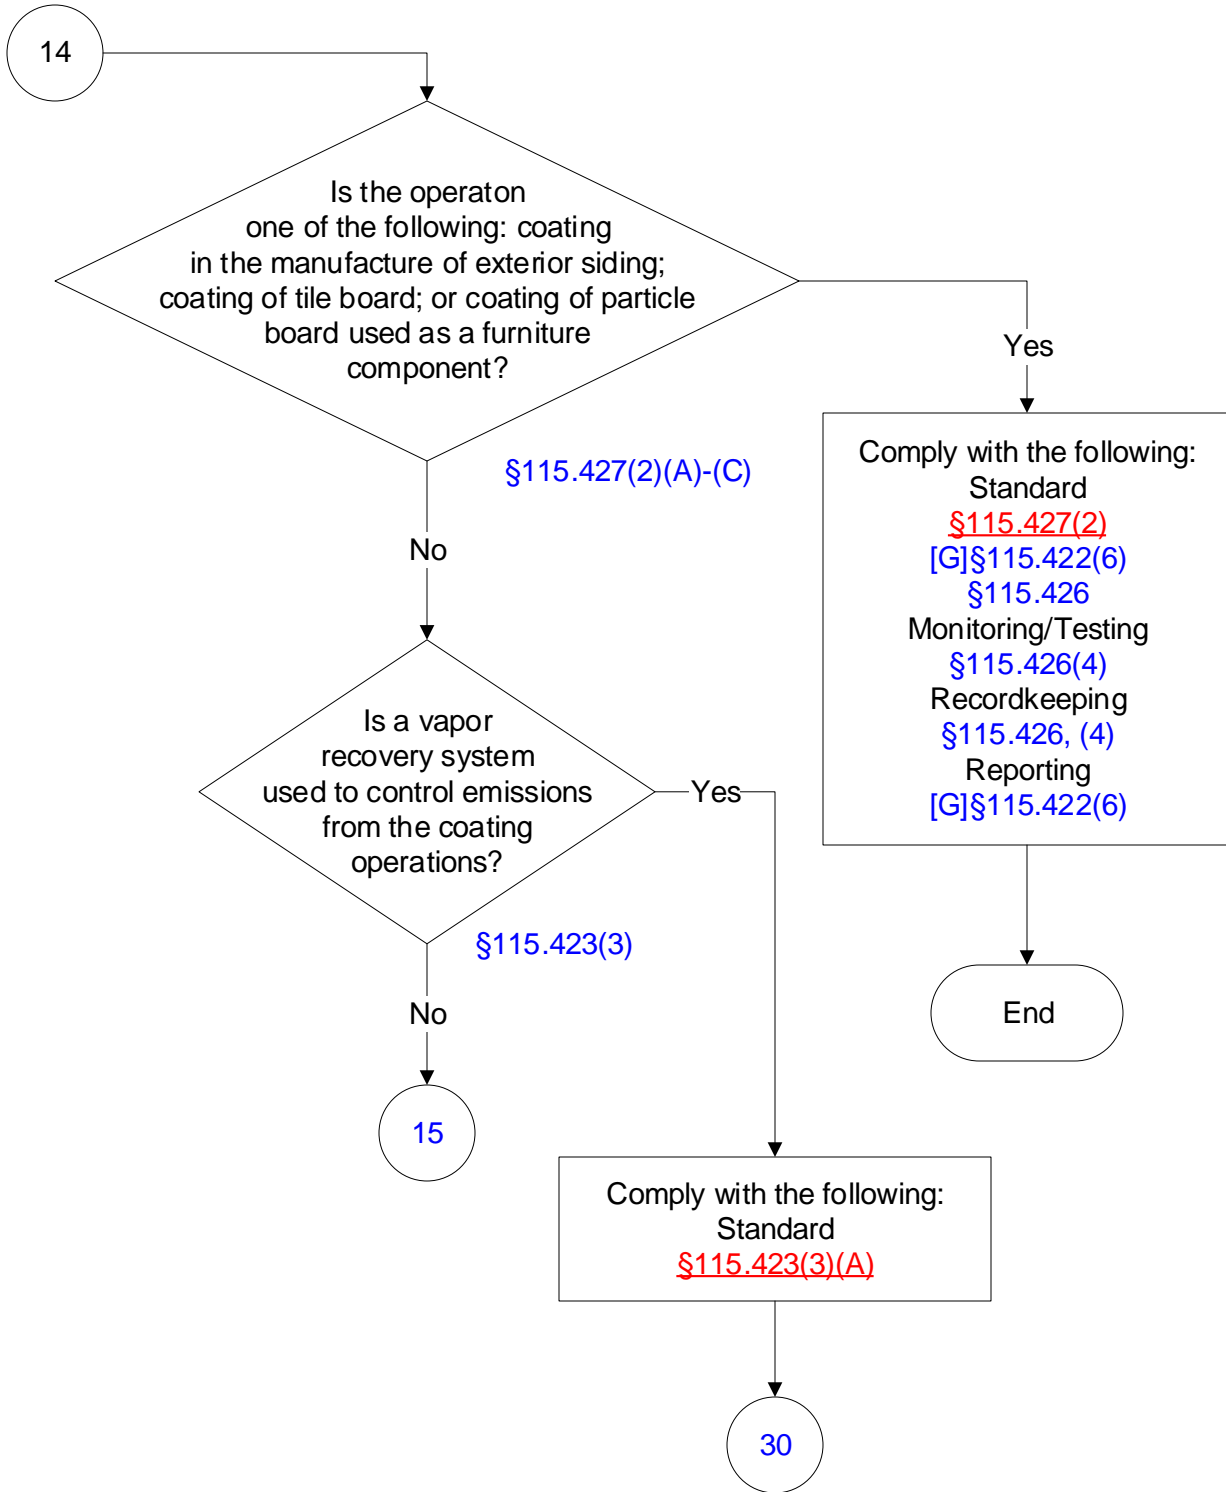 14
Is the operaton
one of the following: coating
in the manufacture of exterior siding;
coating of tile board; or coating of particle
board used as a furniture
component?
Yes
§115.427(2)(A)-(C)
No
Comply with the following:
Standard
§115.427(2)
[G]§115.422(6)
§115.426
Monitoring/Testing
§115.426(4)
Recordkeeping
§115.426, (4)
Reporting
[G]§115.422(6)
End
Is a vapor
recovery system
used to control emissions
from the coating
operations?
Yes
§115.423(3)
No
15
Comply with the following:
Standard
§115.423(3)(A)
30